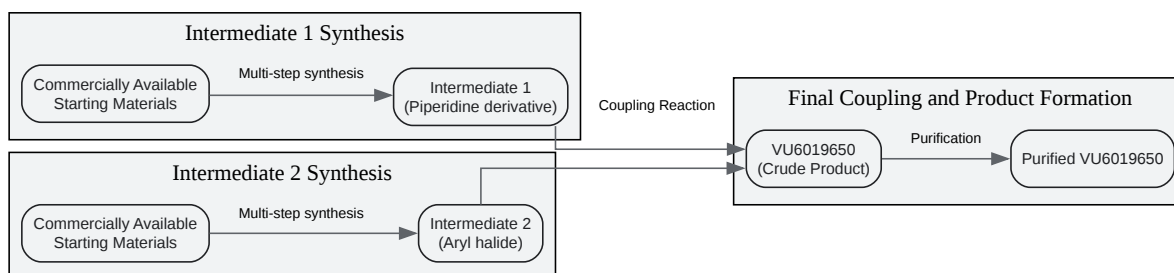 Intermediate 1 Synthesis
Commercially Available
Starting Materials
Multi-step synthesis
Intermediate 1
(Piperidine derivative)
Intermediate 2 Synthesis
Commercially Available
Starting Materials
Multi-step synthesis
Intermediate 2
(Aryl halide)
Coupling Reaction
Final Coupling and Product Formation
VU6019650
(Crude Product)
Purification
Purified VU6019650